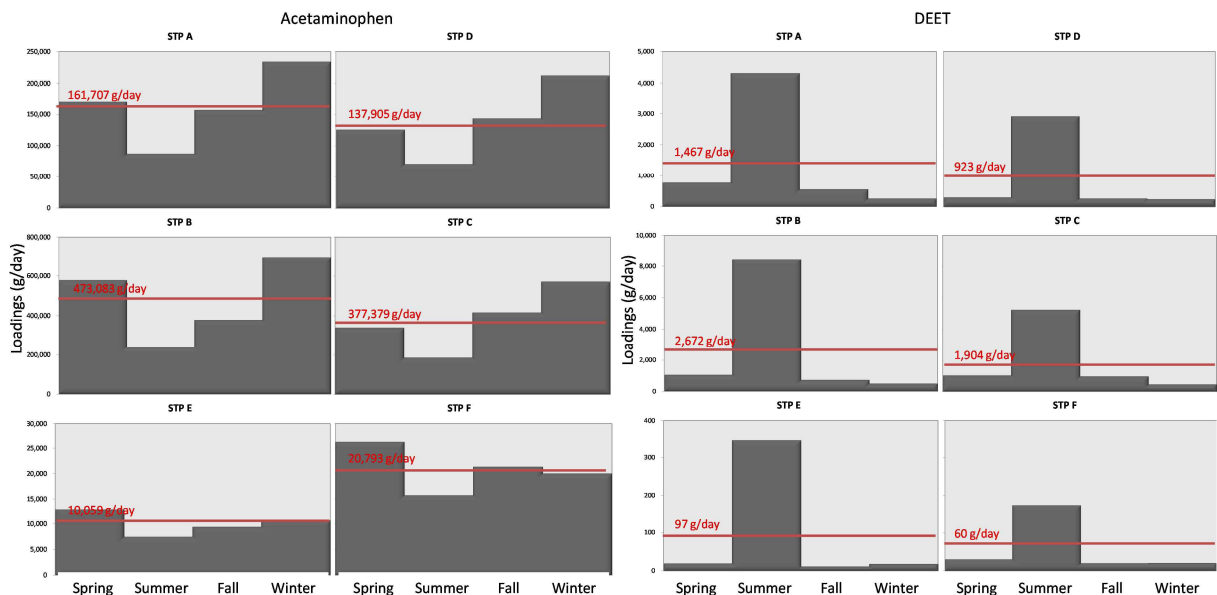 Acetaminophen
DEET
STP A
STP D
250,000
200,000
150,000
100,000
50,000
0
161,707 g/day
137,905 g/day
STP B
STP C
800,000
600,000
400,000
200,000
0
473,083 g/day
377,379 g/day
Loadings (g/day)
STP E
STP F
30,000
25,000
20,000
15,000
10,000
5,000
0
10,059 g/day
20,793 g/day
Spring Summer Fall Winter
Spring Summer Fall Winter
STP A
STP D
5,000
4,000
3,000
2,000
1,000
0
1,467 g/day
923 g/day
STP B
STP C
10,000
8,000
6,000
4,000
2,000
0
2,672 g/day
1,904 g/day
Loadings (g/day)
STP E
STP F
400
300
200
100
0
97 g/day
60 g/day
Spring Summer Fall Winter
Spring Summer Fall Winter